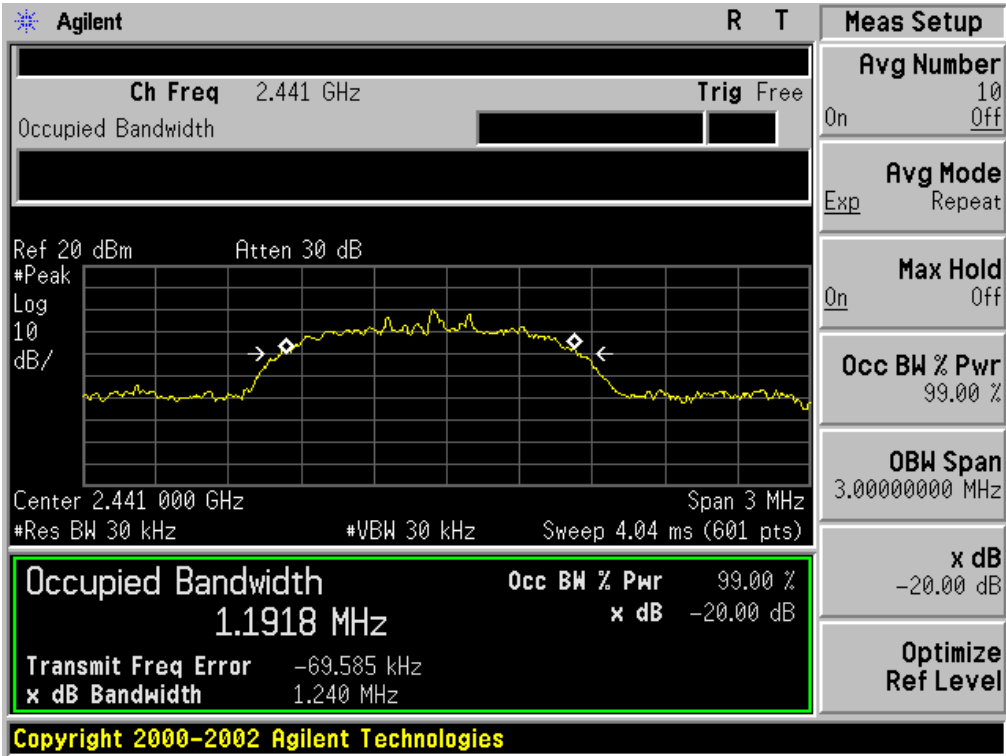 Agilent R T
Ch Freq 2.441 GHz Trig Free
Occupied Bandwidth
Ref 20 dBm Atten 30 dB
#Peak
Log
10
dB/
Center 2.441 000 GHz Span 3 MHz
#Res BW 30 kHz #VBW 30 kHz Sweep 4.04 ms (601 pts)
Occupied Bandwidth Occ BW % Pwr 99.00 %
1.1918 MHz x dB -20.00 dB
Transmit Freq Error -69.585 kHz
x dB Bandwidth 1.240 MHz
Copyright 2000-2002 Agilent Technologies
Meas Setup
Avg Number
10
On Off
Avg Mode
Exp Repeat
Max Hold
On Off
Occ BW % Pwr
99.00 %
OBW Span
3.00000000 MHz
x dB
-20.00 dB
Optimize
Ref Level